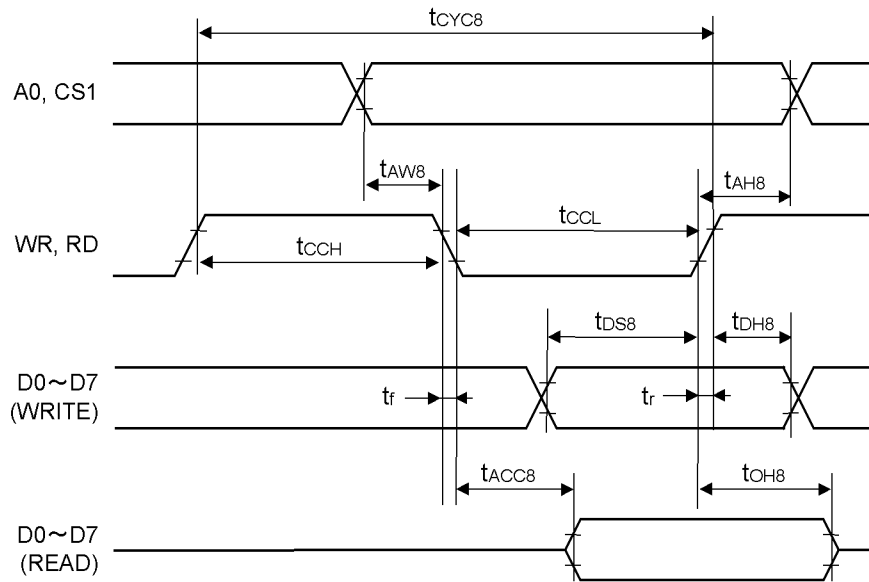 tCYC8
A0, CS1
tAW8
tAH8
WR, RD
tCCL
tCCH
tDS8
tDH8
D0～D7
(WRITE)
tf
tr
tACC8
tOH8
D0～D7
(READ)